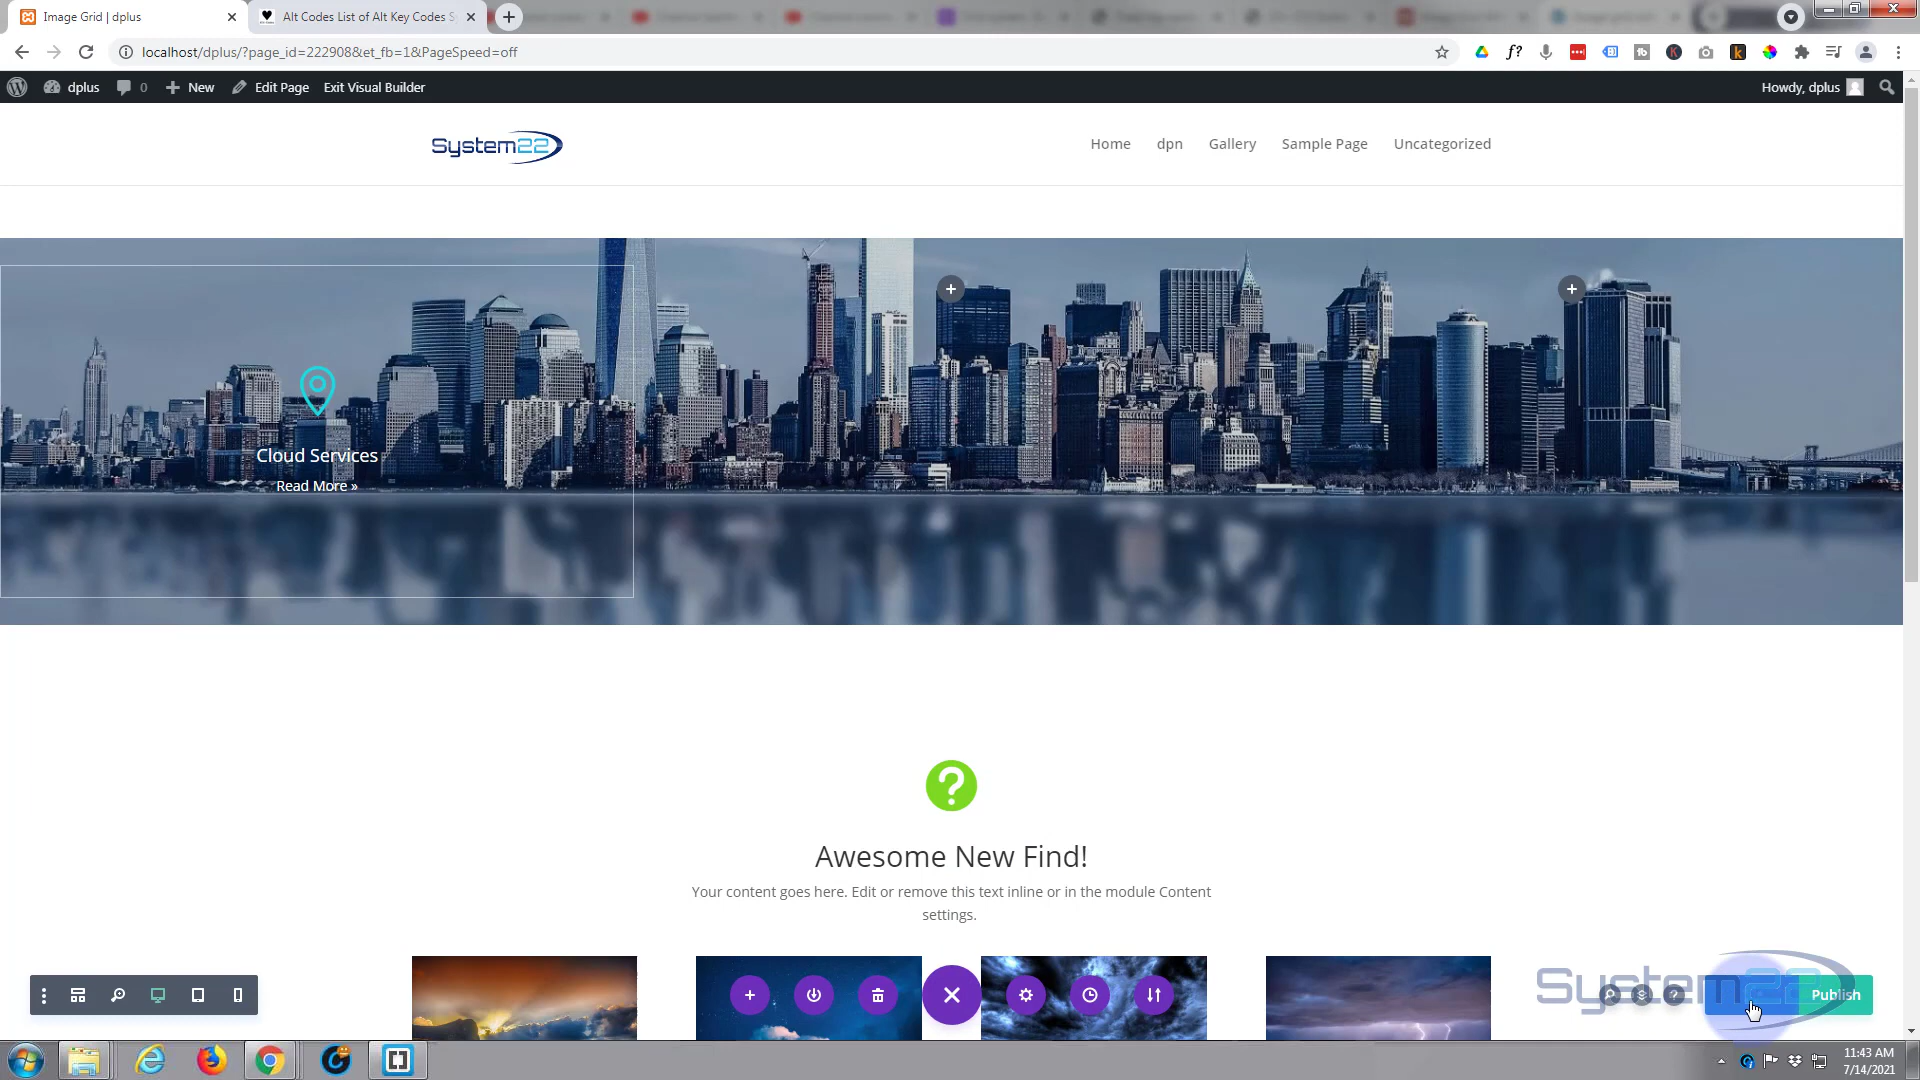 Image Grid | dplus
Alt Codes List of Alt Key Codes S
localhost/dplus/?page_id=222908&et_fb=1&PageSpeed=off
dplus 0 New Edit Page Exit Visual Builder Howdy, dplus
System22 Home dpn Gallery Sample Page Uncategorized
Cloud Services
Read More »
Awesome New Find!
Your content goes here. Edit or remove this text inline or in the module Content
settings.
System22 Publish
11:43 AM
7/14/2021